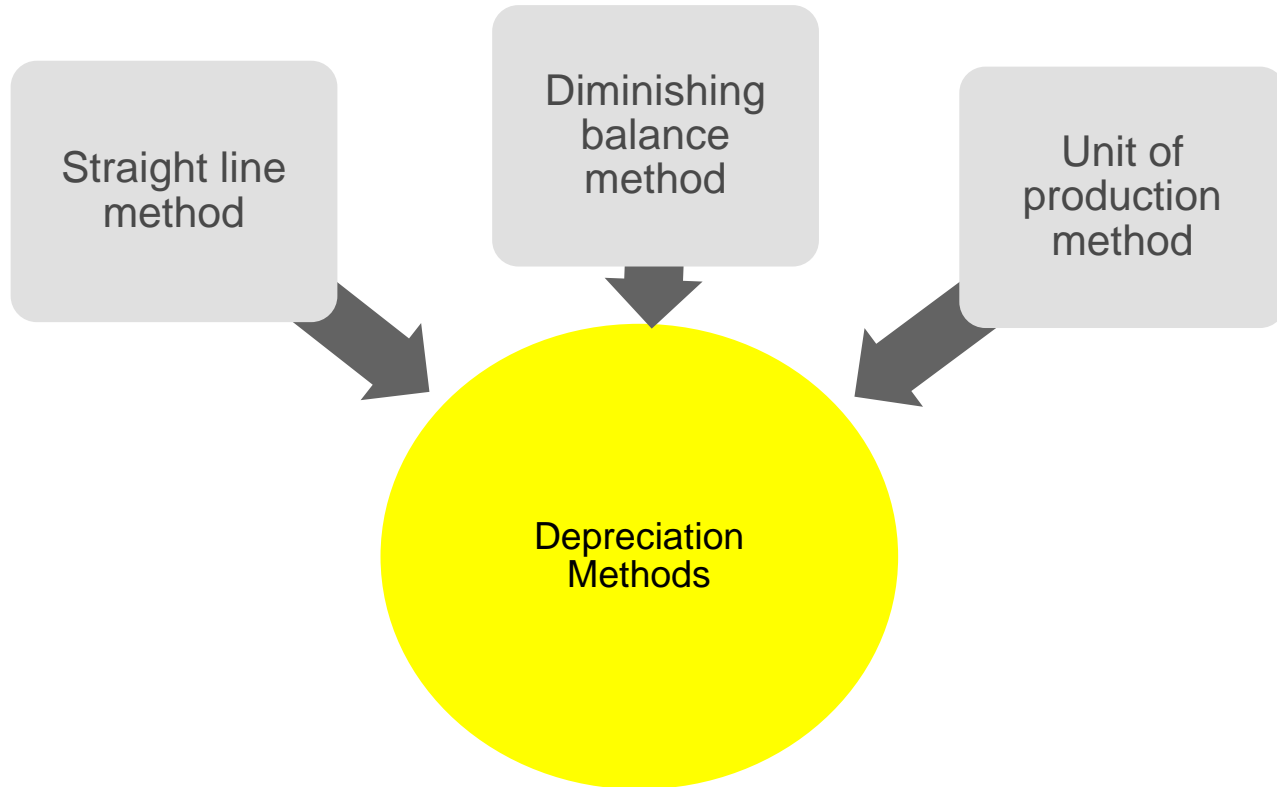 Straight line
method
Diminishing
balance
method
Unit of
production
method
Depreciation
Methods